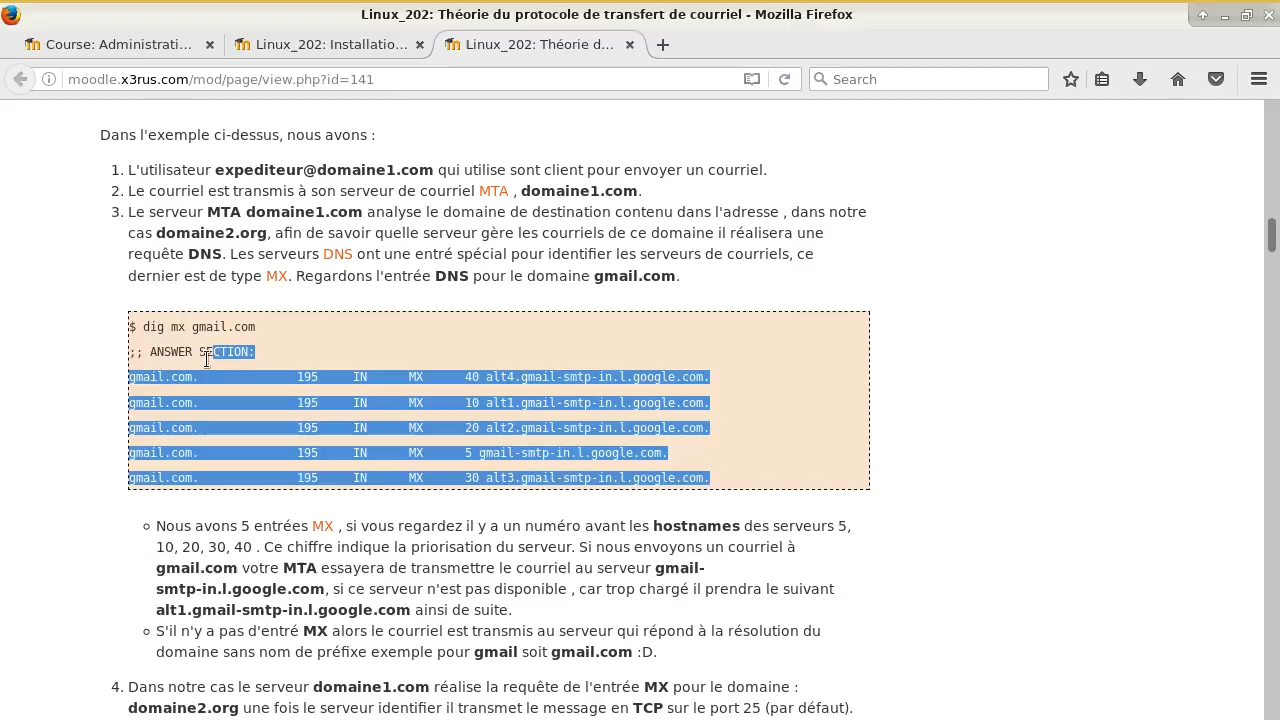 Linux_202: Théorie du protocole de transfert de courriel - Mozilla Firefox
Course: Administrati... Linux_202: Installatio... Linux_202: Théorie d...
moodle.x3rus.com/mod/page/view.php?id=141 Search
Dans l'exemple ci-dessus, nous avons :
1. L'utilisateur expediteur@domaine1.com qui utilise sont client pour envoyer un courriel.
2. Le courriel est transmis à son serveur de courriel MTA , domaine1.com.
3. Le serveur MTA domaine1.com analyse le domaine de destination contenu dans l'adresse , dans notre
cas domaine2.org, afin de savoir quelle serveur gère les courriels de ce domaine il réalisera une
requête DNS. Les serveurs DNS ont une entré spécial pour identifier les serveurs de courriels, ce
dernier est de type MX. Regardons l'entrée DNS pour le domaine gmail.com.
$ dig mx gmail.com
;; ANSWER SECTION:
gmail.com. 195 IN MX 40 alt4.gmail-smtp-in.l.google.com.
gmail.com. 195 IN MX 10 alt1.gmail-smtp-in.l.google.com.
gmail.com. 195 IN MX 20 alt2.gmail-smtp-in.l.google.com.
gmail.com. 195 IN MX 5 gmail-smtp-in.l.google.com.
gmail.com. 195 IN MX 30 alt3.gmail-smtp-in.l.google.com.
Nous avons 5 entrées MX , si vous regardez il y a un numéro avant les hostnames des serveurs 5,
10, 20, 30, 40 . Ce chiffre indique la priorisation du serveur. Si nous envoyons un courriel à
gmail.com votre MTA essayera de transmettre le courriel au serveur gmail-
smtp-in.l.google.com, si ce serveur n'est pas disponible , car trop chargé il prendra le suivant
alt1.gmail-smtp-in.l.google.com ainsi de suite.
S'il n'y a pas d'entré MX alors le courriel est transmis au serveur qui répond à la résolution du
domaine sans nom de préfixe exemple pour gmail soit gmail.com :D.
4. Dans notre cas le serveur domaine1.com réalise la requête de l'entrée MX pour le domaine :
domaine2.org une fois le serveur identifier il transmet le message en TCP sur le port 25 (par défaut).